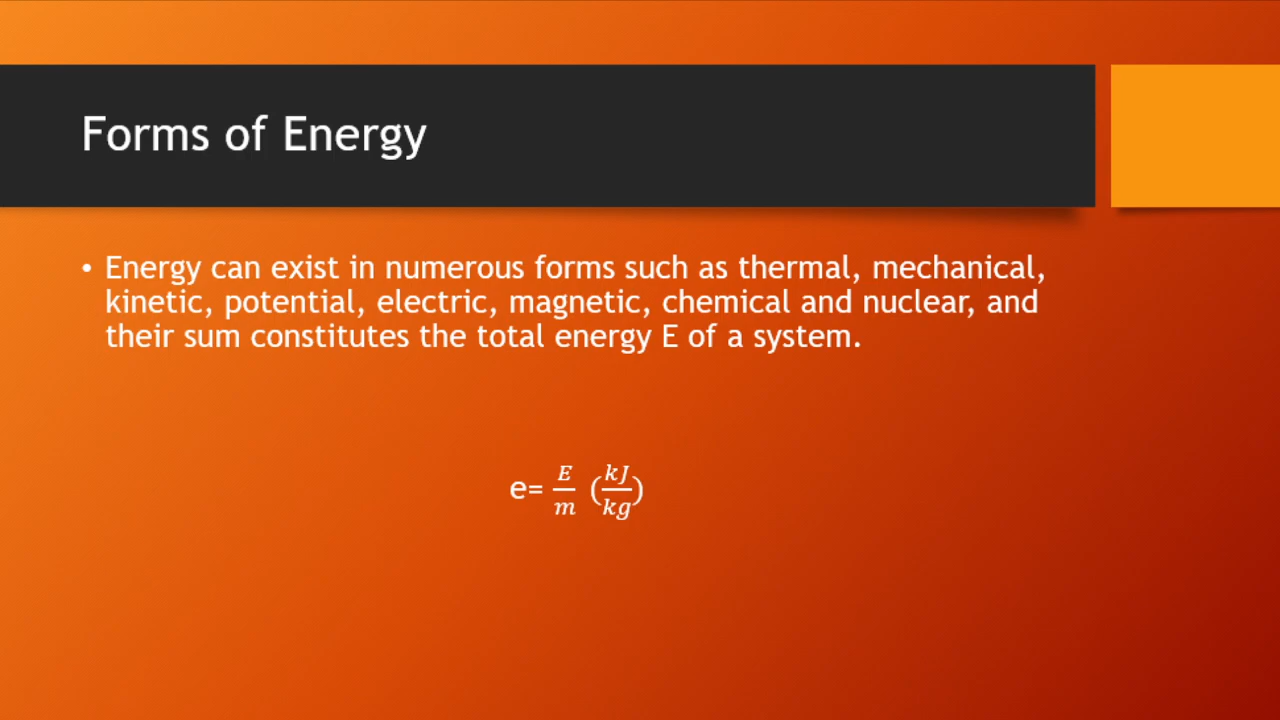 Forms of Energy
• Energy can exist in numerous forms such as thermal, mechanical,
kinetic, potential, electric, magnetic, chemical and nuclear, and
their sum constitutes the total energy E of a system.
e= E/m (kJ/kg)